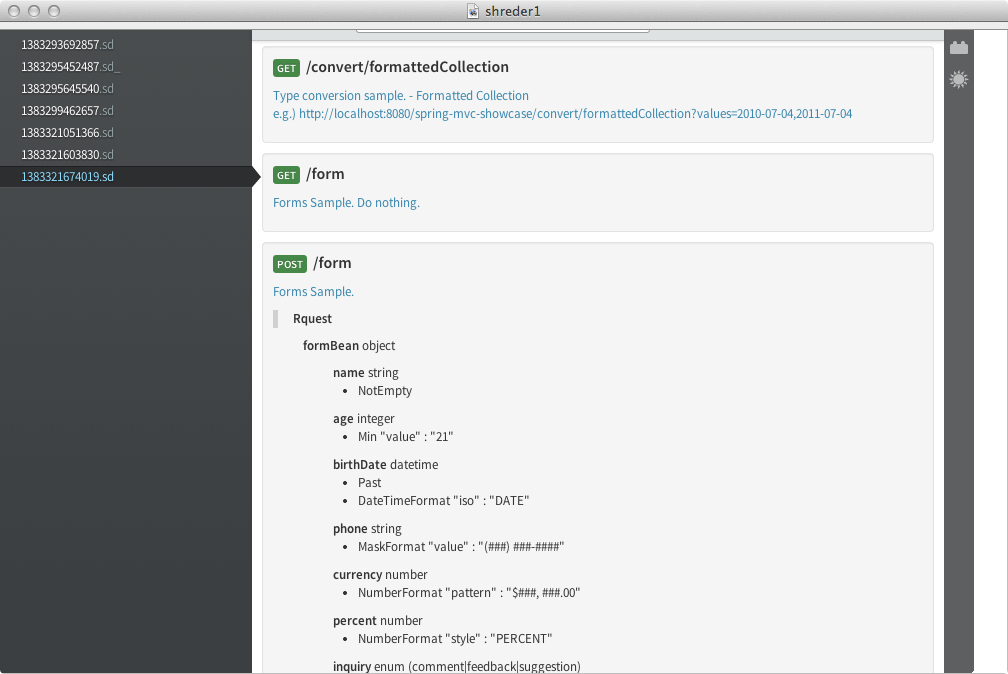 shreder1
1383293692857.sd
1383295452487.sd_
1383295645540.sd
1383299462657.sd
1383321051366.sd
1383321603830.sd
1383321674019.sd
GET /convert/formattedCollection
Type conversion sample. - Formatted Collection
e.g.) http://localhost:8080/spring-mvc-showcase/convert/formattedCollection?values=2010-07-04,2011-07-04
GET /form
Forms Sample. Do nothing.
POST /form
Forms Sample.
Rquest
formBean object
name string
• NotEmpty
age integer
• Min "value" : "21"
birthDate datetime
• Past
• DateTimeFormat "iso" : "DATE"
phone string
• MaskFormat "value" : "(###) ###-####"
currency number
• NumberFormat "pattern" : "$###, ###.00"
percent number
• NumberFormat "style" : "PERCENT"
inquiry enum (comment|feedback|suggestion)